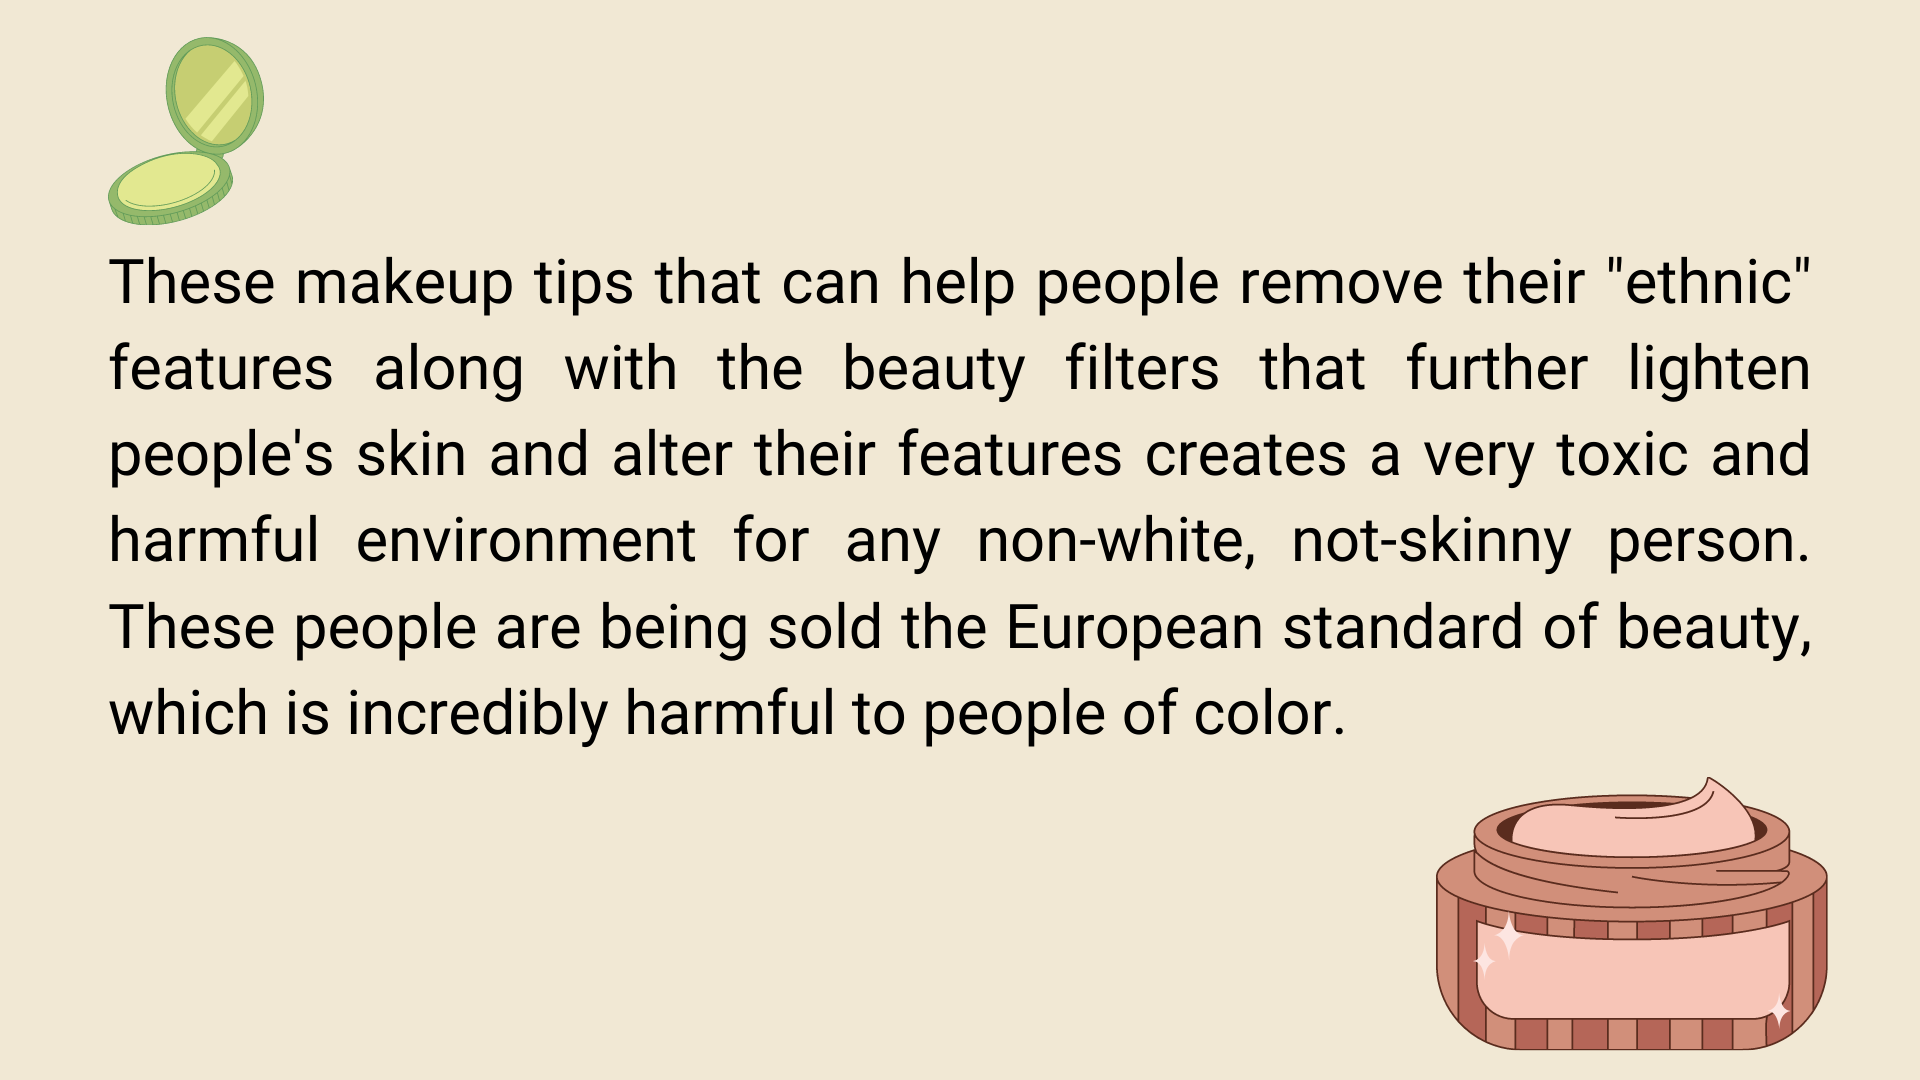 These makeup tips that can help people remove their "ethnic"
features along with the beauty filters that further lighten
people's skin and alter their features creates a very toxic and
harmful environment for any non-white, not-skinny person.
These people are being sold the European standard of beauty,
which is incredibly harmful to people of color.